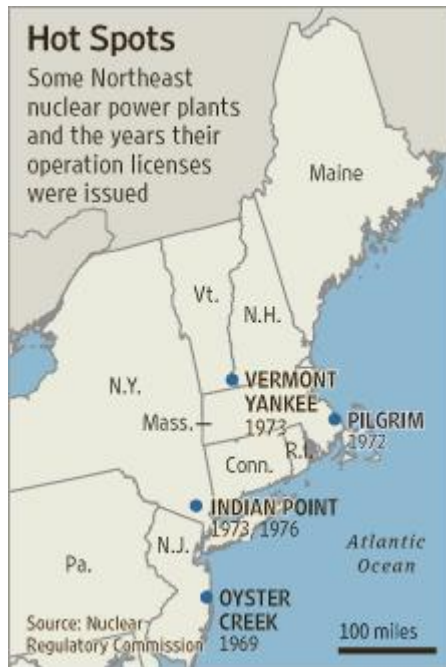 Hot Spots
Some Northeast
nuclear power plants
and the years their
operation licenses
were issued
Maine
Vt.
N.H.
N.Y.
VERMONT
YANKEE
1973
Mass.
PILGRIM
1972
R.I.
Conn.
INDIAN POINT
1973, 1976
N.J.
Pa.
Atlantic
Ocean
OYSTER
CREEK
1969
Source: Nuclear
Regulatory Commission
100 miles